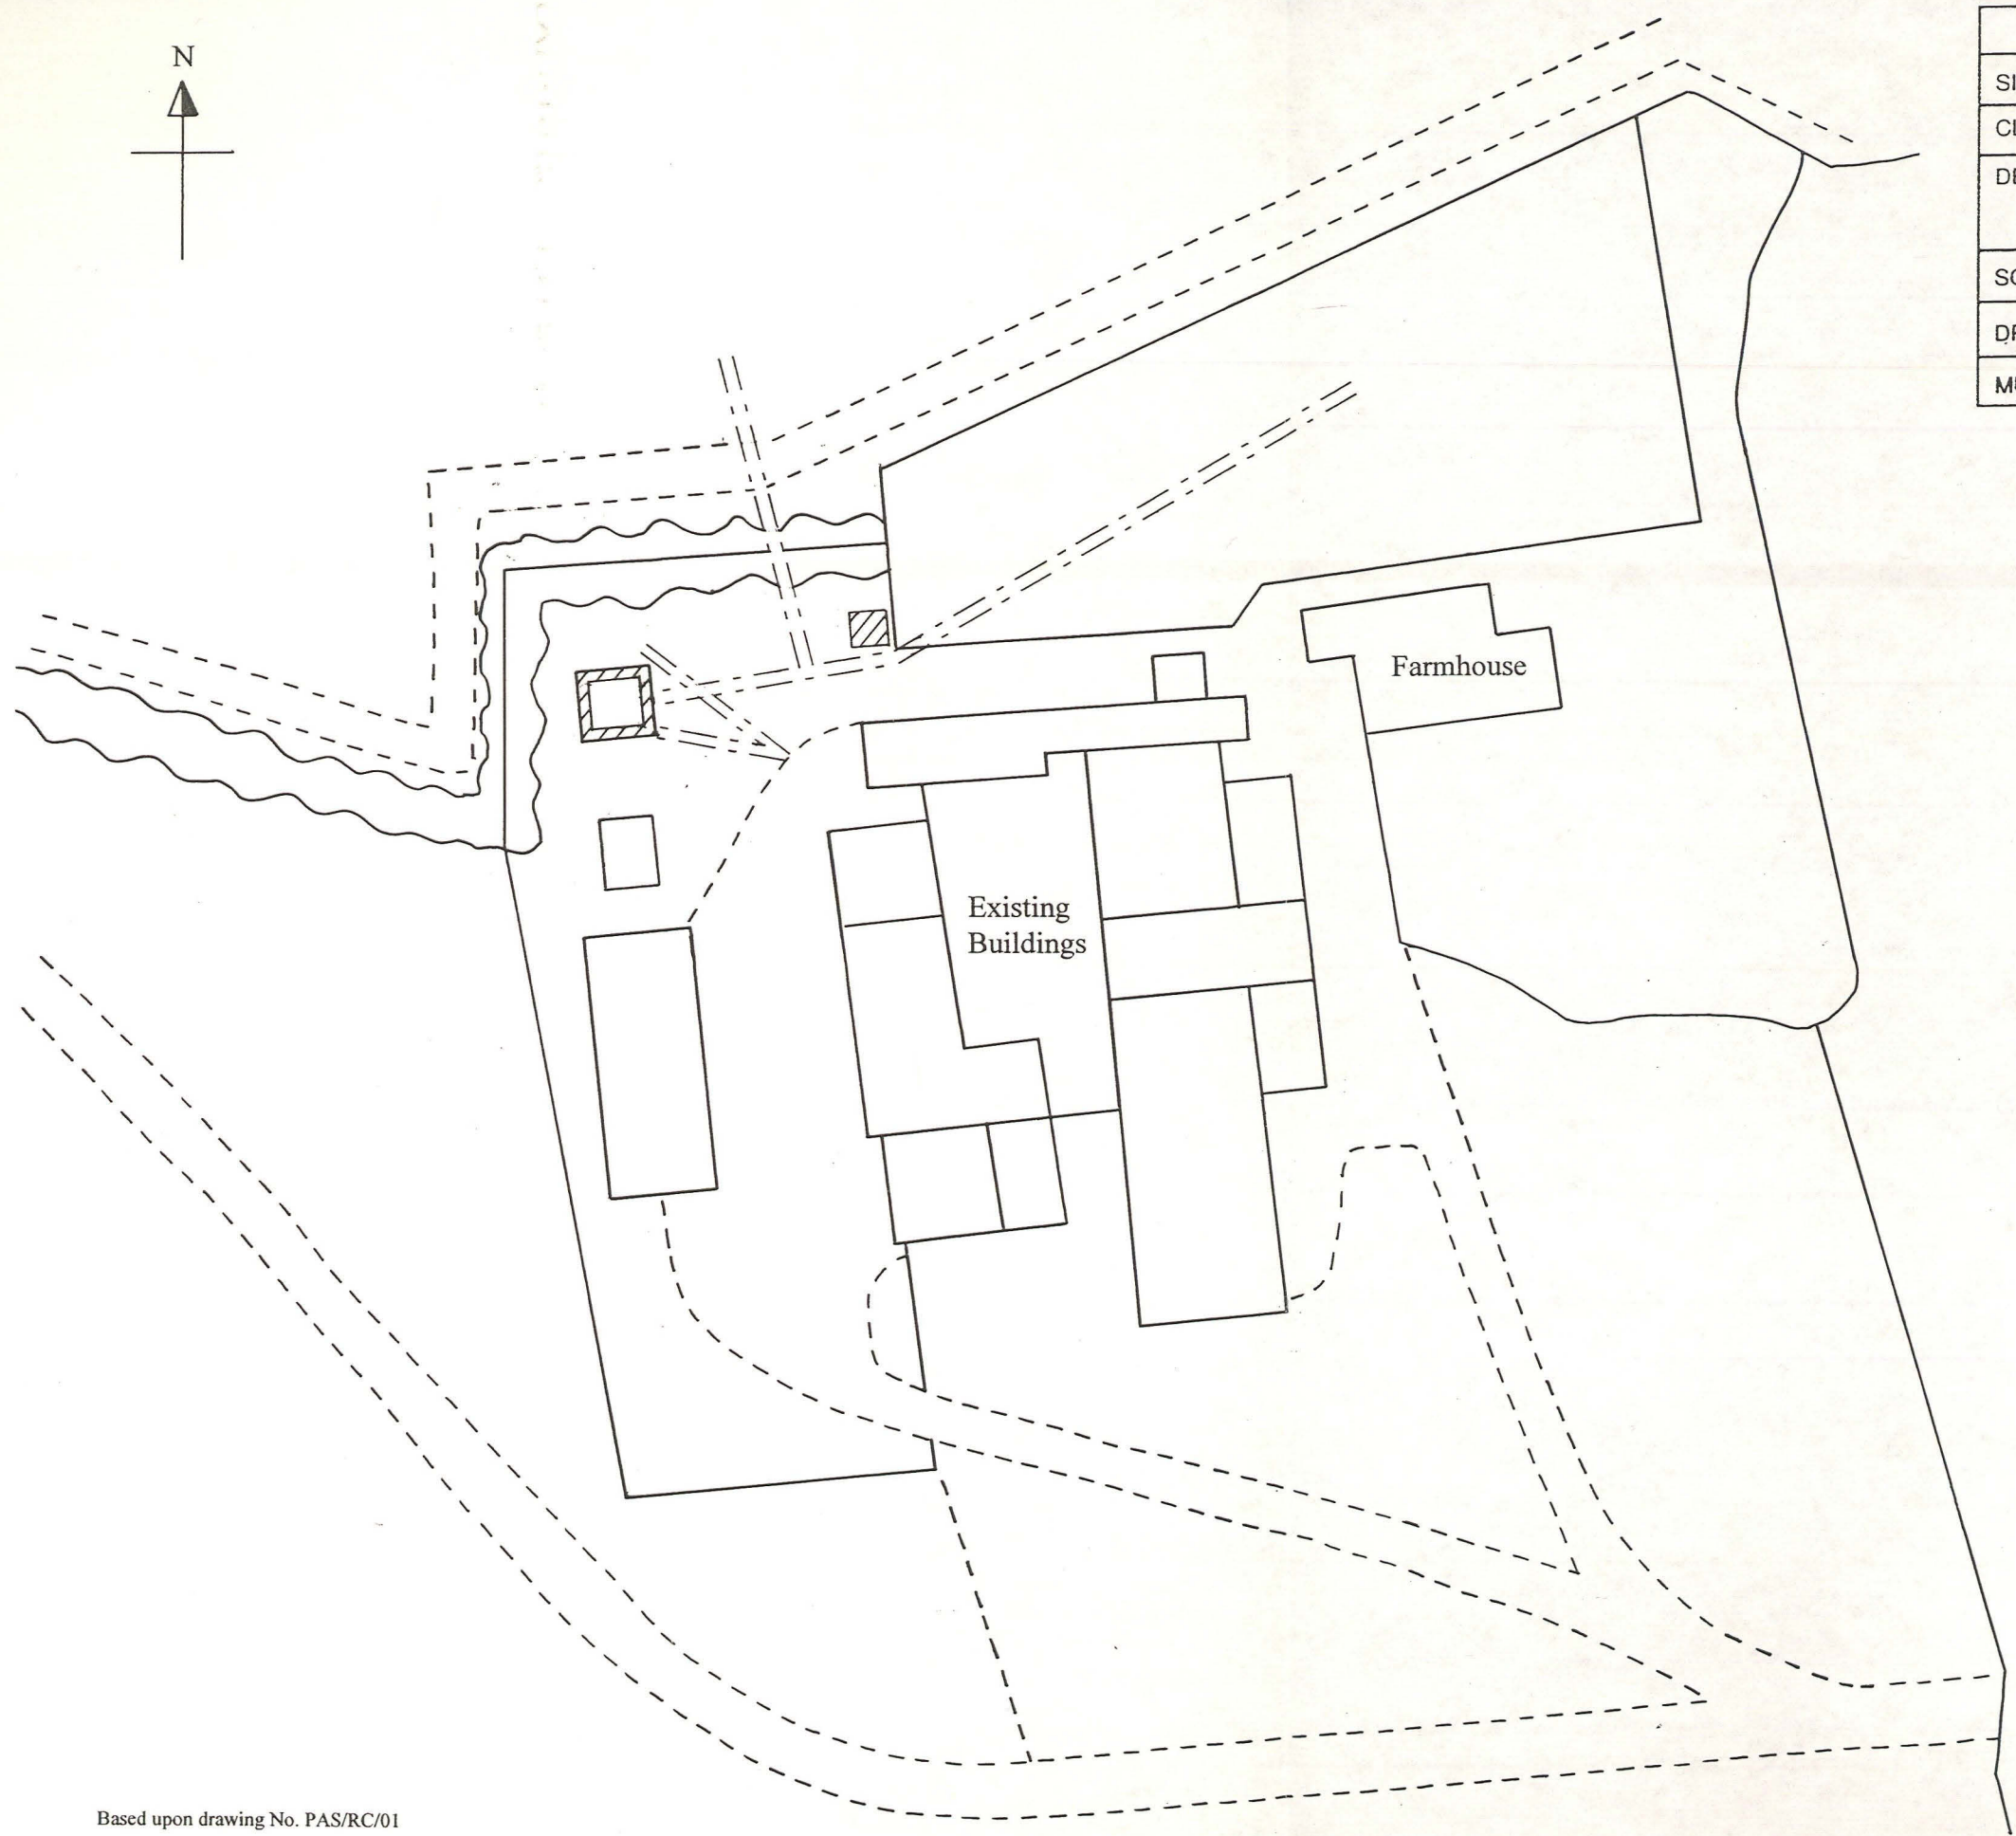 N
Farmhouse
Existing
Buildings
Based upon drawing No. PAS/RC/01